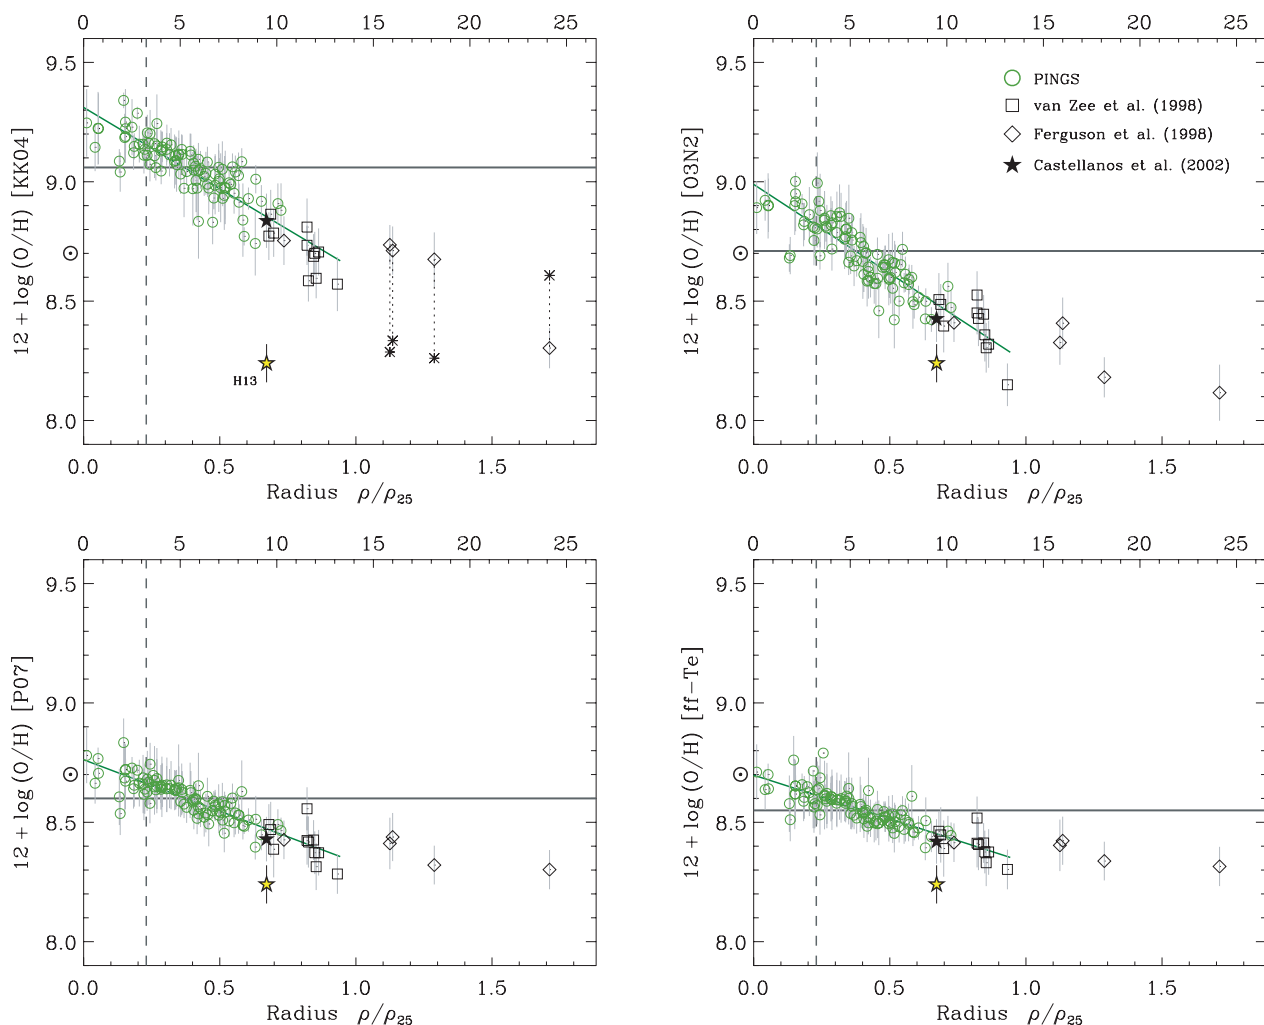 0 5 10 15 20 25
9.5
9.0
8.5
8.0
12 + log (O/H) [KK04]
H13
0.0 0.5 1.0 1.5
Radius ρ/ρ25
0 5 10 15 20 25
9.5
9.0
8.5
8.0
12 + log (O/H) [O3N2]
PINGS
van Zee et al. (1998)
Ferguson et al. (1998)
Castellanos et al. (2002)
0.0 0.5 1.0 1.5
Radius ρ/ρ25
0 5 10 15 20 25
9.5
9.0
8.5
8.0
12 + log (O/H) [P07]
0.0 0.5 1.0 1.5
Radius ρ/ρ25
0 5 10 15 20 25
9.5
9.0
8.5
8.0
12 + log (O/H) [ff-Te]
0.0 0.5 1.0 1.5
Radius ρ/ρ25